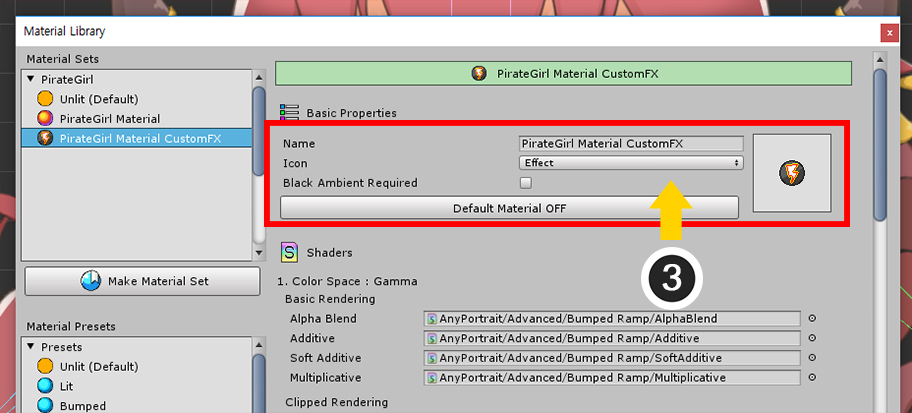 Material Library
x
Material Sets
PirateGirl
Unlit (Default)
PirateGirl Material
PirateGirl Material CustomFX
Make Material Set
Material Presets
Presets
Unlit (Default)
Lit
Bumped
PirateGirl Material CustomFX
Basic Properties
Name PirateGirl Material CustomFX
Icon Effect
Black Ambient Required
Default Material OFF
3
S Shaders
1. Color Space : Gamma
Basic Rendering
Alpha Blend AnyPortrait/Advanced/Bumped Ramp/AlphaBlend
Additive AnyPortrait/Advanced/Bumped Ramp/Additive
Soft Additive AnyPortrait/Advanced/Bumped Ramp/SoftAdditive
Multiplicative AnyPortrait/Advanced/Bumped Ramp/Multiplicative
Clipped Rendering